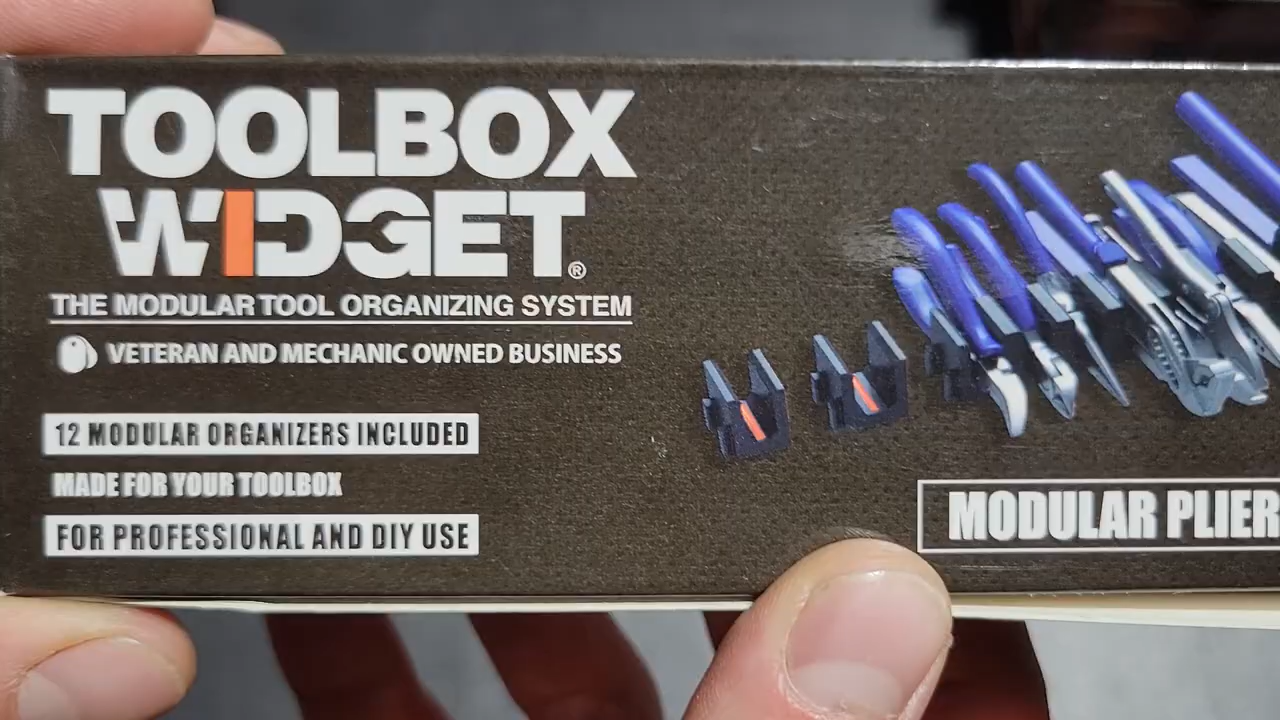 TOOLBOX
WIDGET®
THE MODULAR TOOL ORGANIZING SYSTEM
VETERAN AND MECHANIC OWNED BUSINESS
12 MODULAR ORGANIZERS INCLUDED
MADE FOR YOUR TOOLBOX
FOR PROFESSIONAL AND DIY USE
MODULAR PLIER